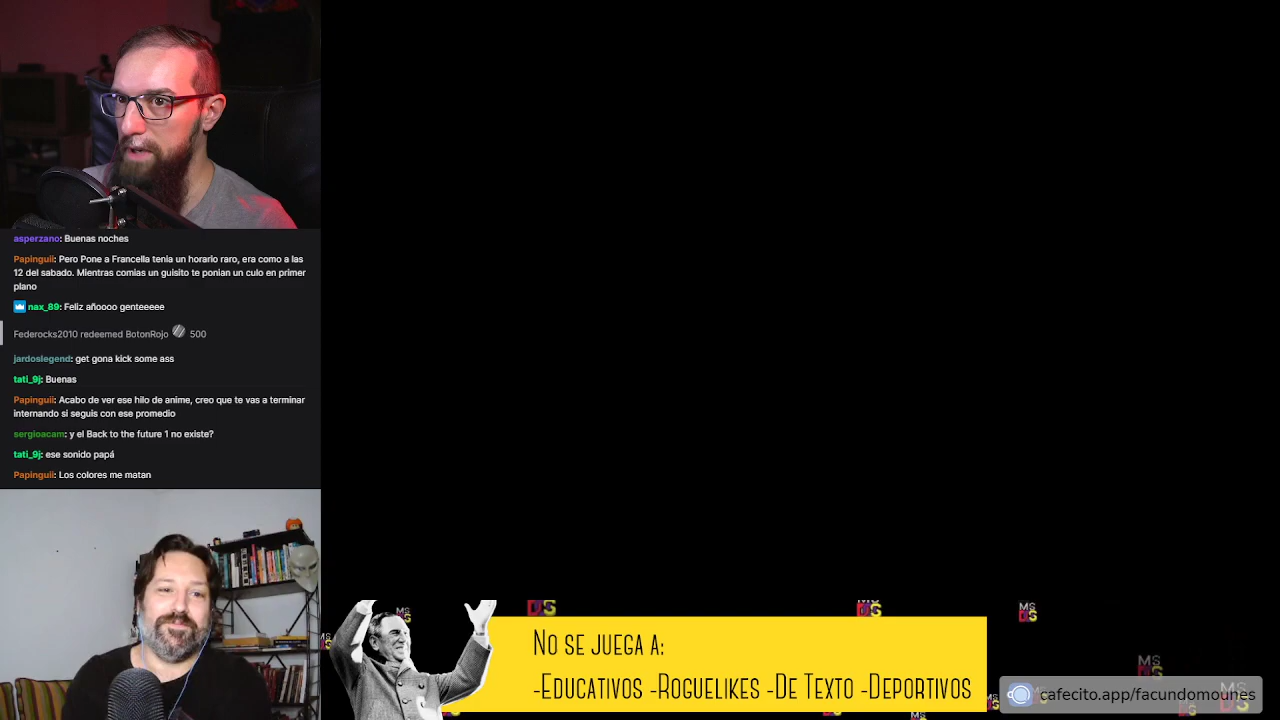 asperzano: Buenas noches
Papinguii: Pero Pone a Francella tenia un horario raro, era como a las
12 del sabado. Mientras comias un guisito te ponian un culo en primer
plano
nax_89: Feliz añoooo genteeeee
Federocks2010 redeemed BotonRojo 500
jardoslegend: get gona kick some ass
tati_9j: Buenas
Papinguii: Acabo de ver ese hilo de anime, creo que te vas a terminar
internando si seguis con ese promedio
sergioacam: y el Back to the future 1 no existe?
tati_9j: ese sonido papá
Papinguii: Los colores me matan
No se juega a:
-Educativos -Roguelikes -De Texto -Deportivos
cafecito.app/facundomounes